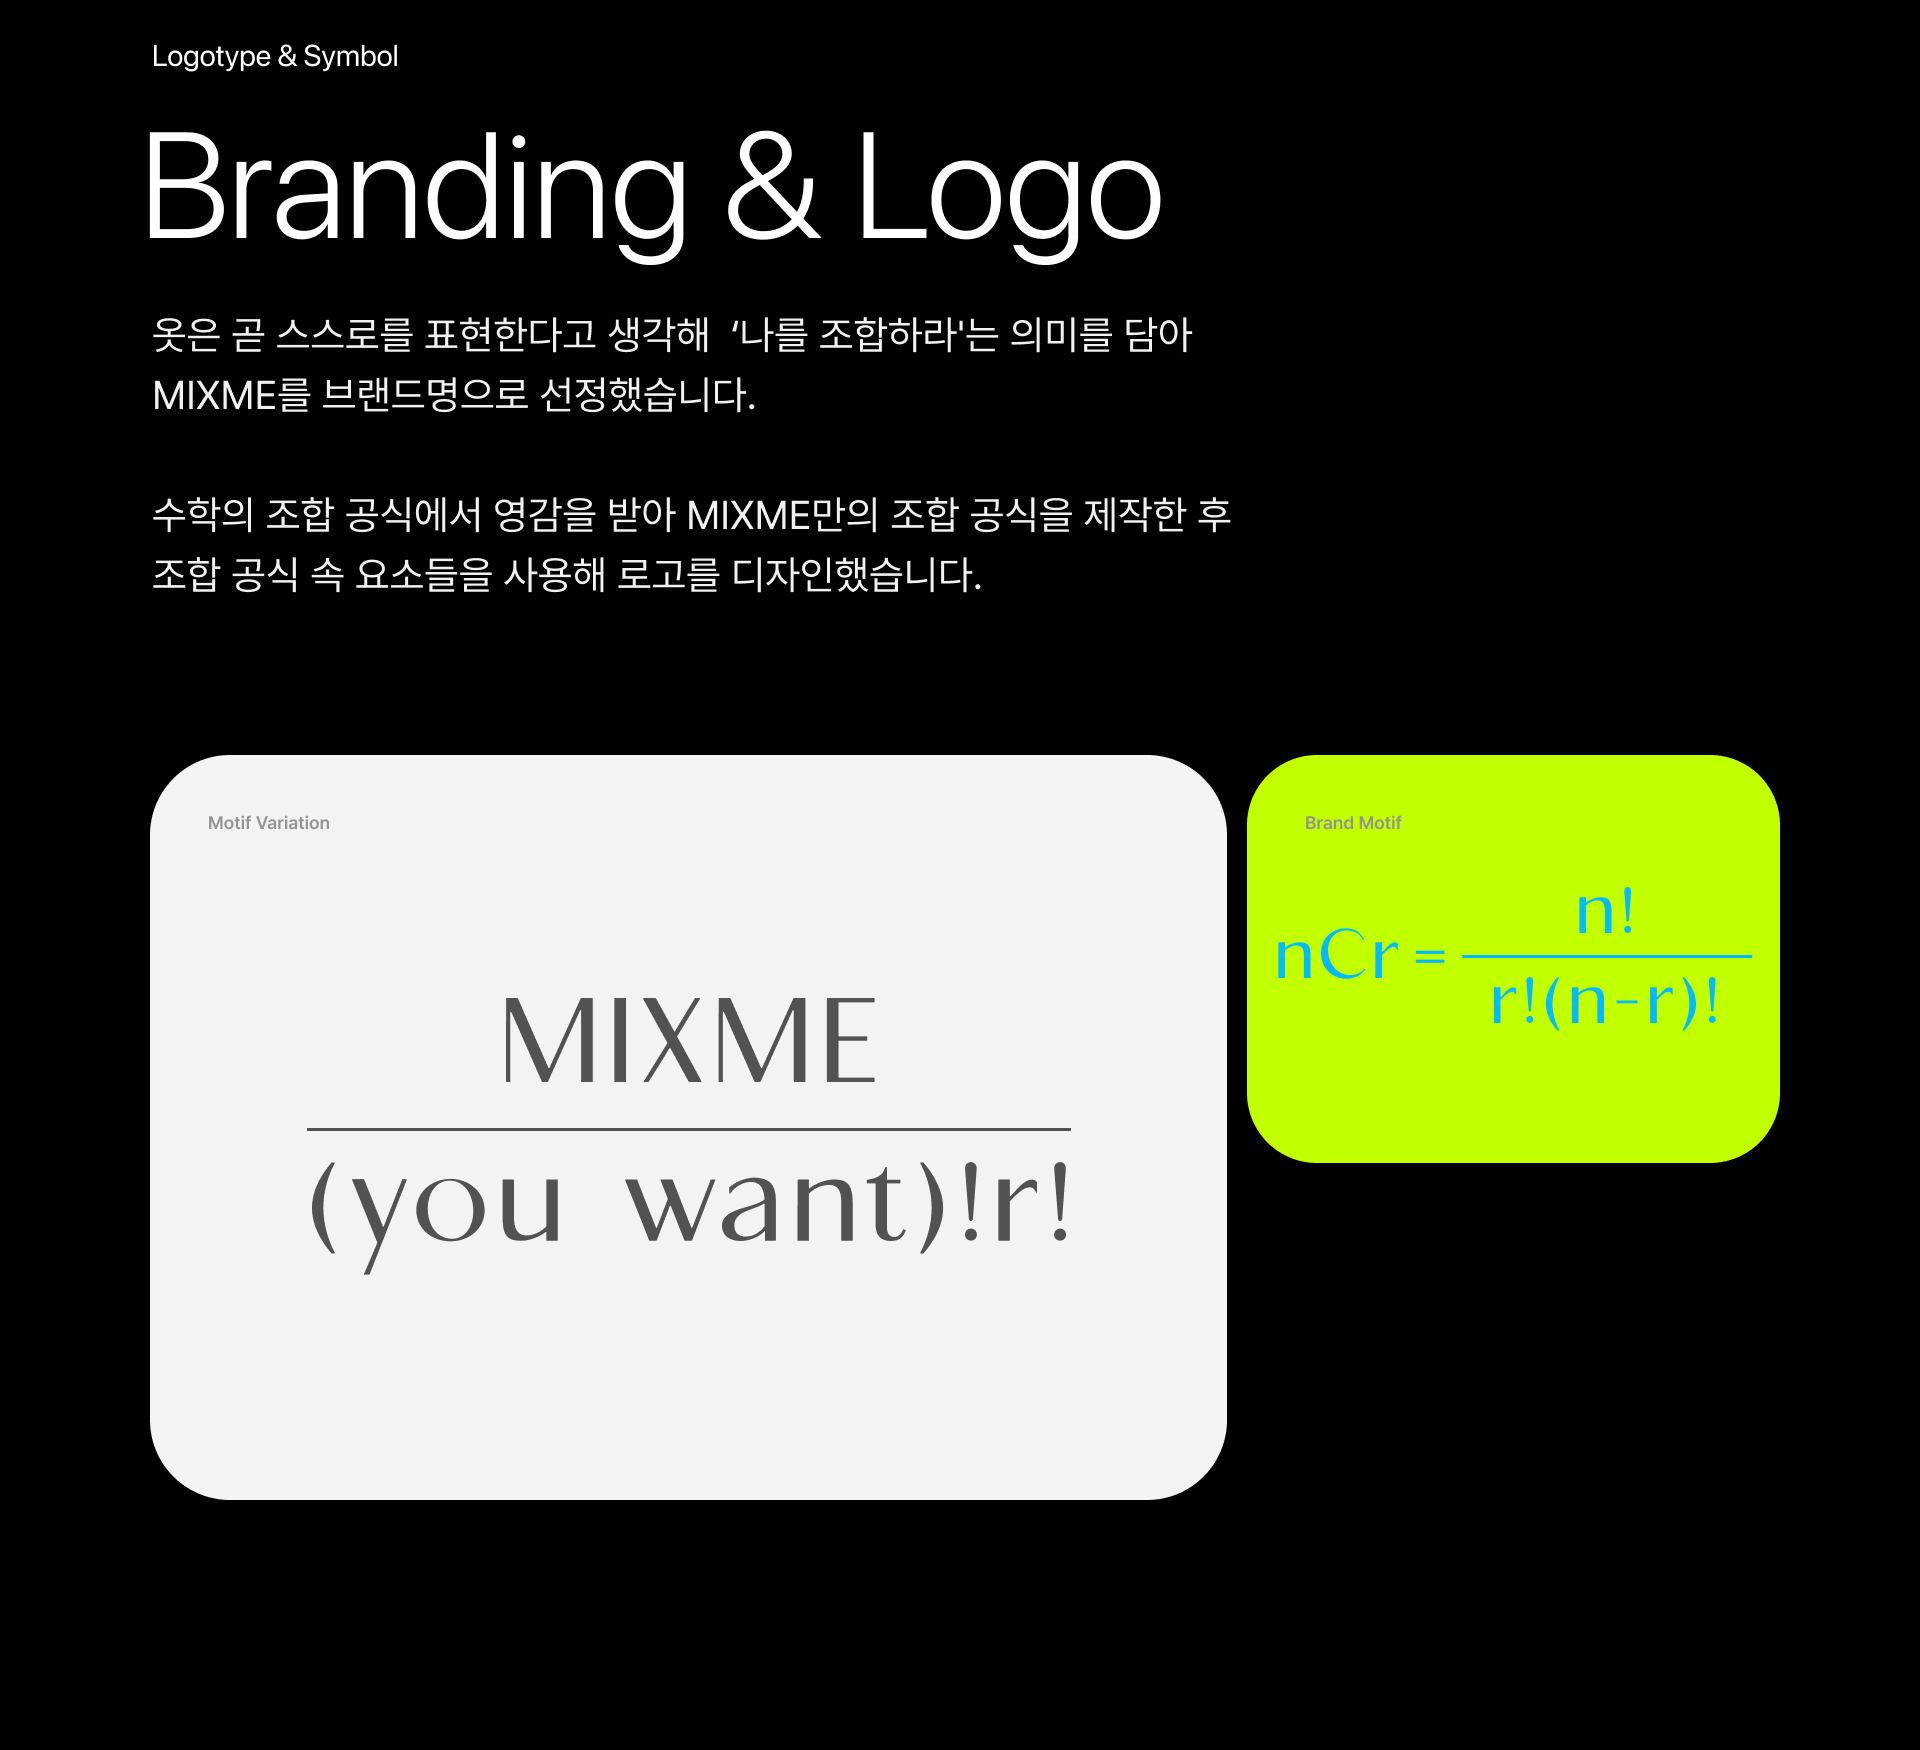 Logotype & Symbol
Branding & Logo
옷은 곧 스스로를 표현한다고 생각해  ‘나를 조합하라'는 의미를 담아
MIXME를 브랜드명으로 선정했습니다.
수학의 조합 공식에서 영감을 받아 MIXME만의 조합 공식을 제작한 후
조합 공식 속 요소들을 사용해 로고를 디자인했습니다.
Motif Variation
MIXME
(you want)!r!
Brand Motif
n!
nCr =
r!(n-r)!